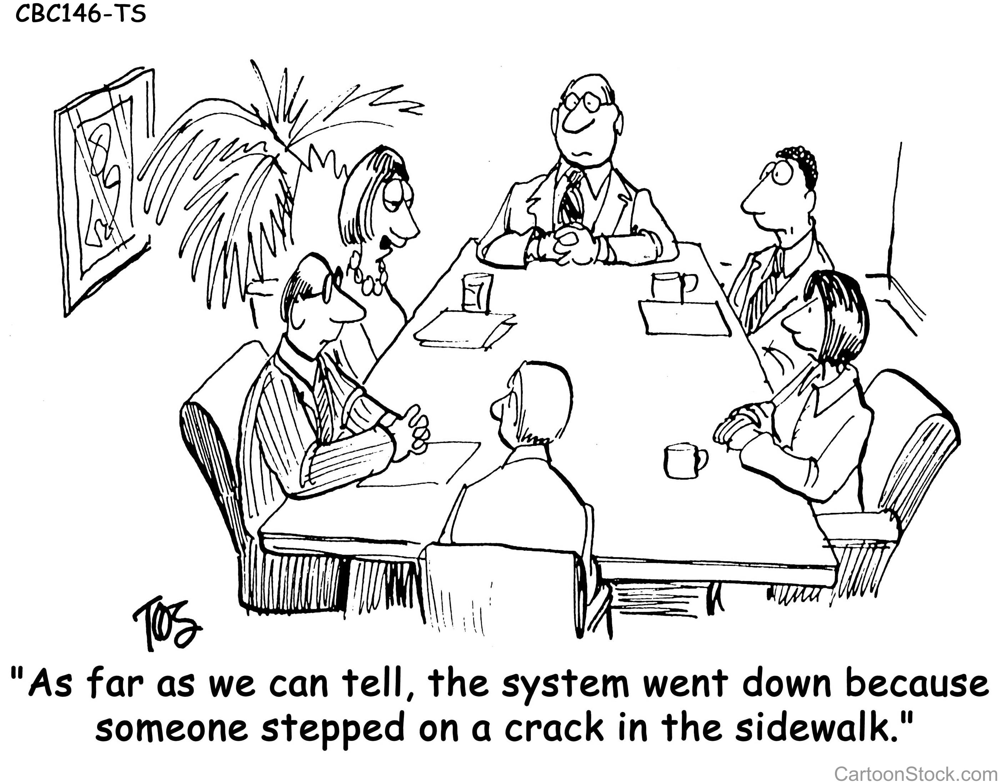 CBC146-TS
TOS
"As far as we can tell, the system went down because
someone stepped on a crack in the sidewalk."
CartoonStock.com